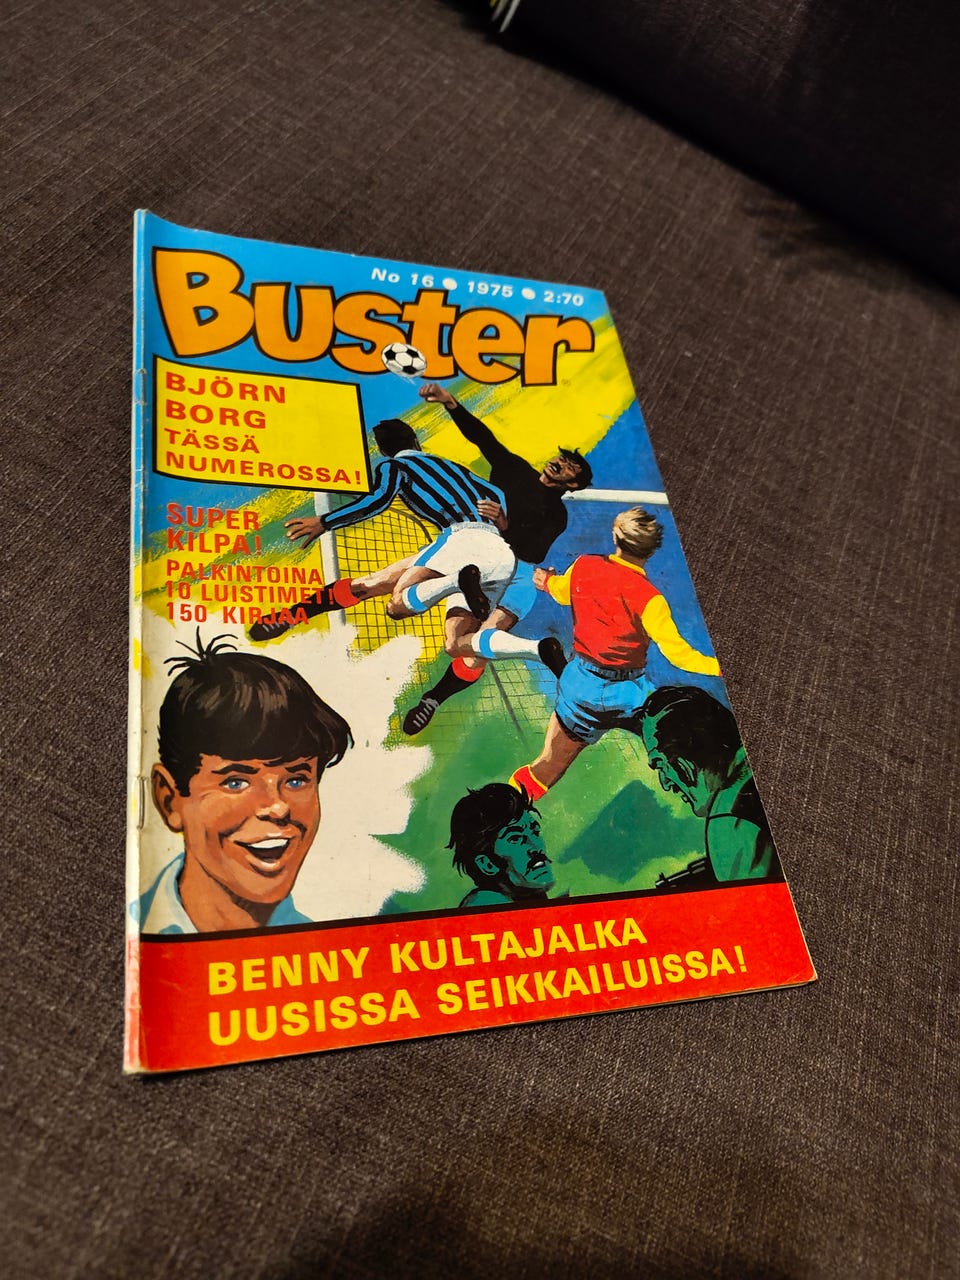 No 16 ● 1975 ● 2:70
Buster
BJÖRN
BORG
TÄSSÄ
NUMEROSSA!
SUPER
KILPA!
PALKINTOINA
10 LUISTIMET!
150 KIRJAA
BENNY KULTAJALKA
UUSISSA SEIKKAILUISSA!